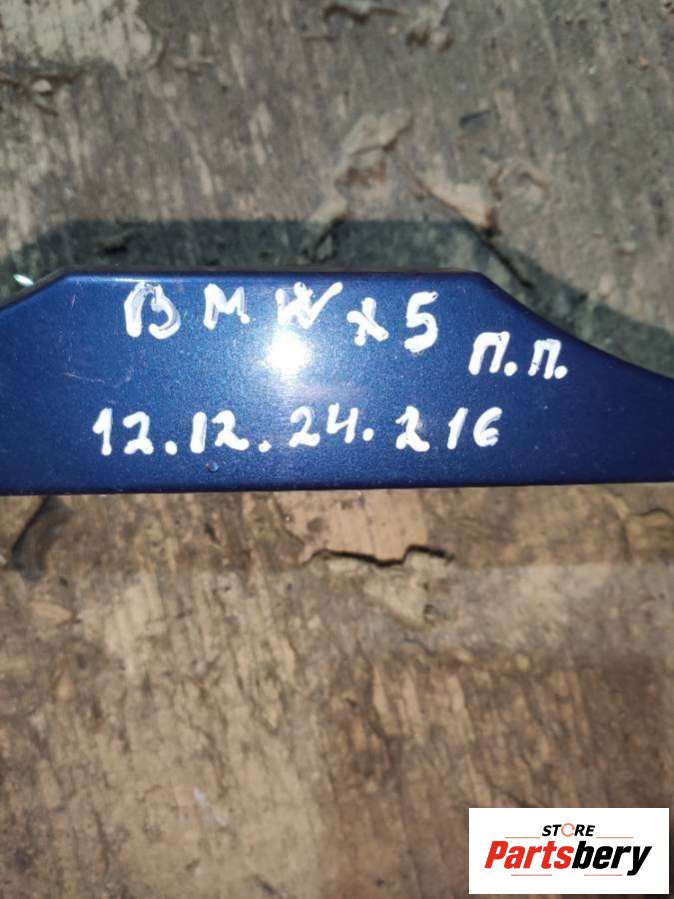 BMW X5 П.П.
12.12.24.216
STORE
Partsbery